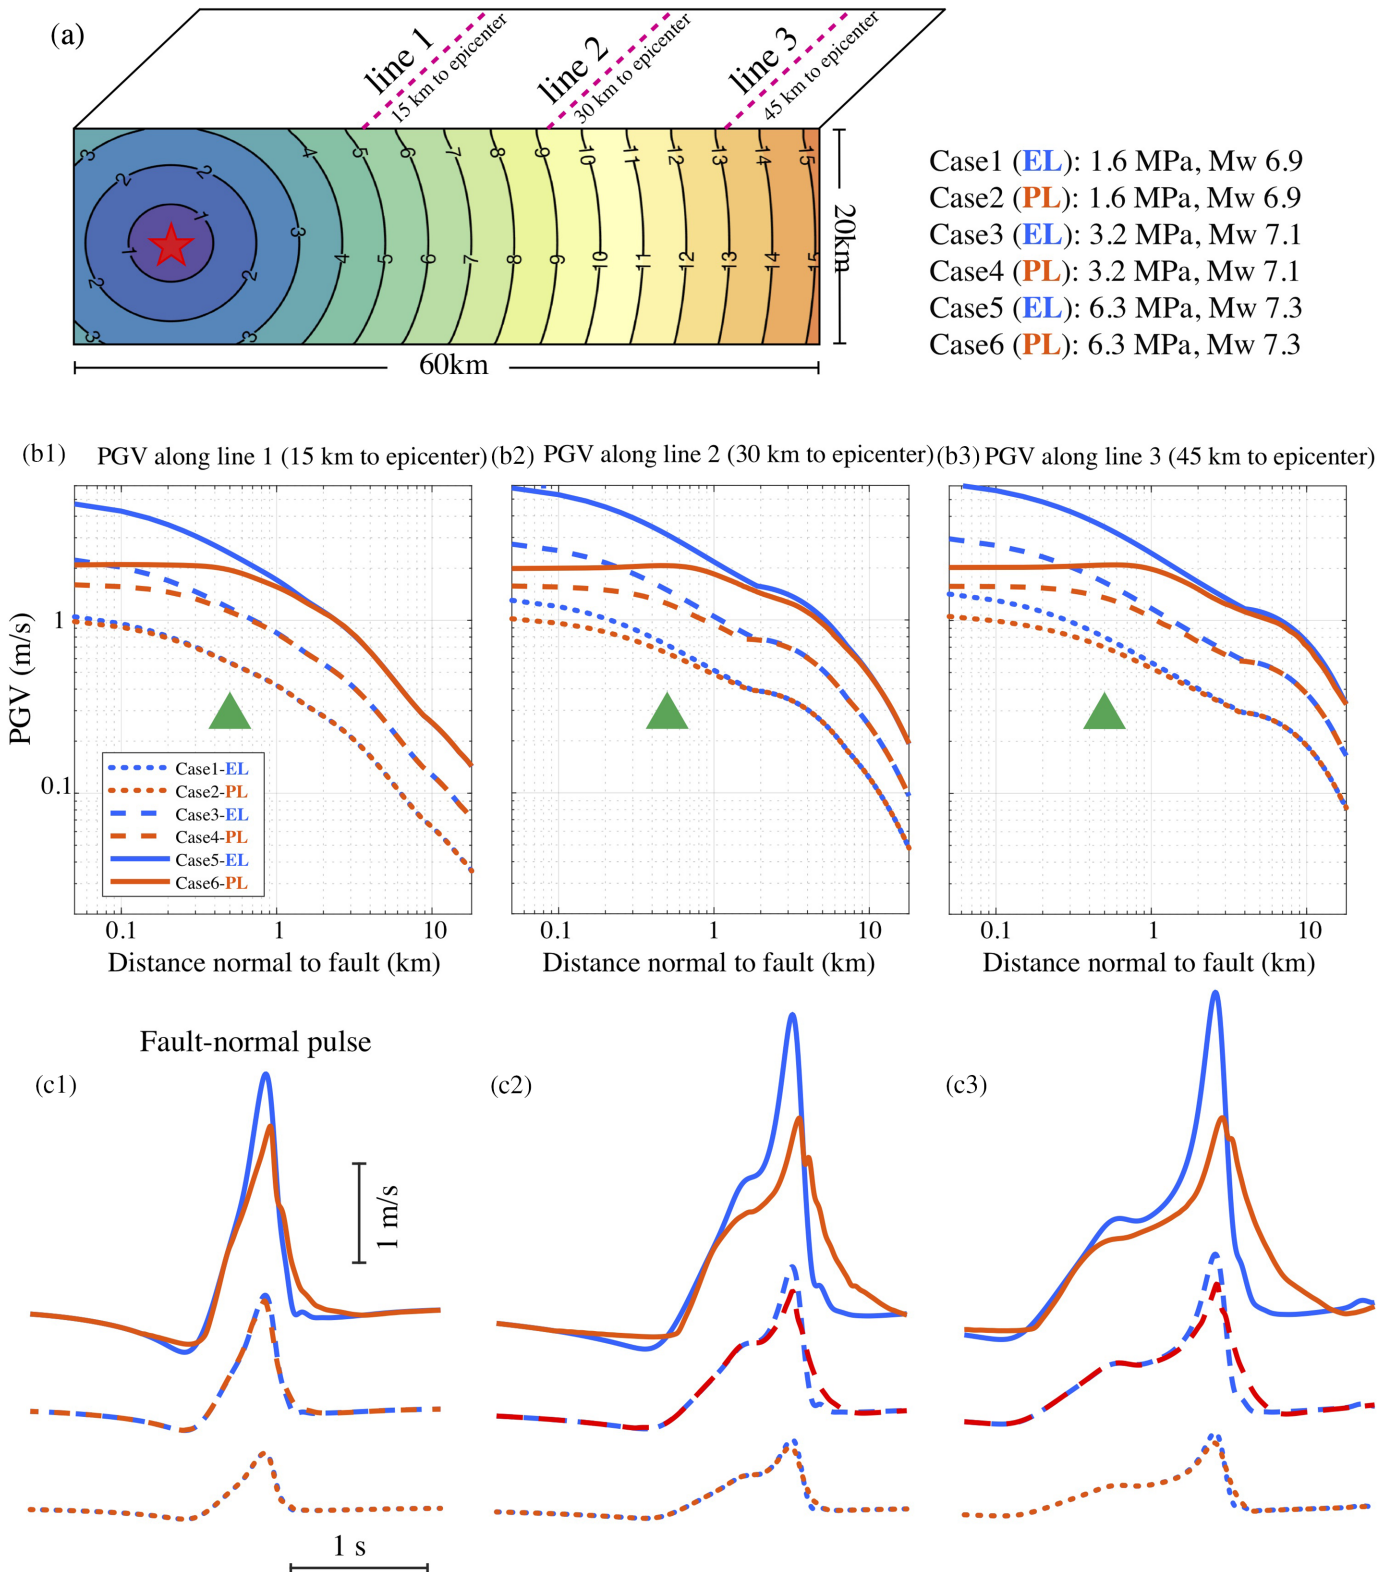 (a)
line 1
15 km to epicenter
line 2
30 km to epicenter
line 3
45 km to epicenter
3 2 2 1 1 2 2 3 3 3 4 5 6 7 8 9 10 11 12 13 14 15
4 5 6 7 8 9 10 11 12 13 14 15
20km
60km
Case1 (EL): 1.6 MPa, Mw 6.9
Case2 (PL): 1.6 MPa, Mw 6.9
Case3 (EL): 3.2 MPa, Mw 7.1
Case4 (PL): 3.2 MPa, Mw 7.1
Case5 (EL): 6.3 MPa, Mw 7.3
Case6 (PL): 6.3 MPa, Mw 7.3
(b1) PGV along line 1 (15 km to epicenter)
(b2) PGV along line 2 (30 km to epicenter)
(b3) PGV along line 3 (45 km to epicenter)
PGV (m/s)
1
0.1
Case1-EL
Case2-PL
Case3-EL
Case4-PL
Case5-EL
Case6-PL
0.1 1 10
0.1 1 10
0.1 1 10
Distance normal to fault (km)
Distance normal to fault (km)
Distance normal to fault (km)
Fault-normal pulse
(c1)
(c2)
(c3)
1 m/s
1 s